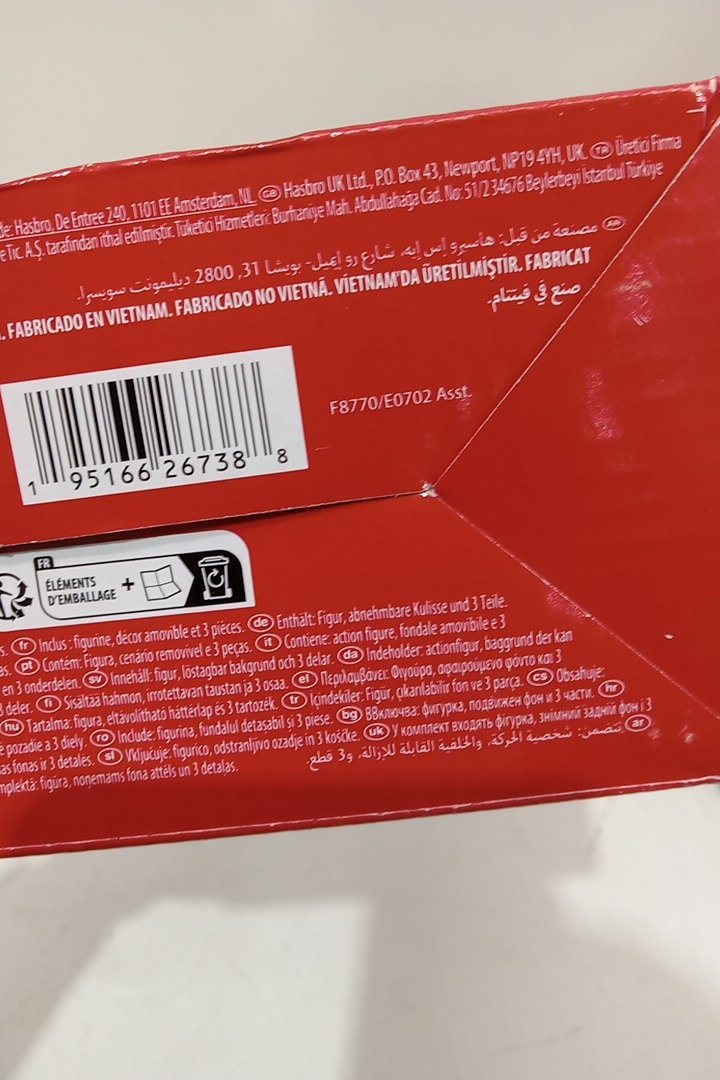 de: Hasbro, De Entree 240, 1101 EE Amsterdam, NL. GB Hasbro UK Ltd., P.O. Box 43, Newport, NP19 4YH, UK. TR Üretici Firma
e Tic. A.Ş. tarafından ithal edilmiştir. Tüketici Hizmetleri: Burhaniye Mah. Abdullahağa Cad. No: 51/2 34676 Beylerbeyi İstanbul Türkiye
مصنعة من قبل: هاسبرو إس إيه، شارع رو إيميل- بويشا 31، 2800 ديليمونت سويسرا.
. FABRICADO EN VIETNAM. FABRICADO NO VIETNÃ. VİETNAM'DA ÜRETİLMİŞTİR. FABRICAT
صنع في فيتنام.
F8770/E0702 Asst.
1 95166 26738 8
FR
ÉLÉMENTS
D'EMBALLAGE +
s. fr Inclus : figurine, décor amovible et 3 pièces. de Enthält: Figur, abnehmbare Kulisse und 3 Teile.
as. pt Contém: Figura, cenário removível e 3 peças. it Contiene: action figure, fondale amovibile e 3
en 3 onderdelen. sv Innehåll: figur, löstagbar bakgrund och 3 delar. da Indeholder: actionfigur, baggrund der kan
3 deler. fi Sisältää hahmon, irrotettavan taustan ja 3 osaa. el Περιλαμβάνει: Φιγούρα, αφαιρούμενο φόντο και 3
hu Tartalma: figura, eltávolítható háttérlap és 3 tartozék. tr İçindekiler: Figür, çıkarılabilir fon ve 3 parça. cs Obsahuje:
é pozadie a 3 diely. ro Include: figurina, fundalul detașabil și 3 piese. bg ВВключва: фигурка, подвижен фон и 3 части. hr
as fonas ir 3 detalės. sl Vključuje: figurico, odstranljivo ozadje in 3 koščke. uk У комплект входять фігурка, знімний задній фон і 3
mplektā: figūra, noņemams fona attēls un 3 detaļas. ar تتضمن: شخصية الحركة، والخلفية القابلة للإزالة، و3 قطع.